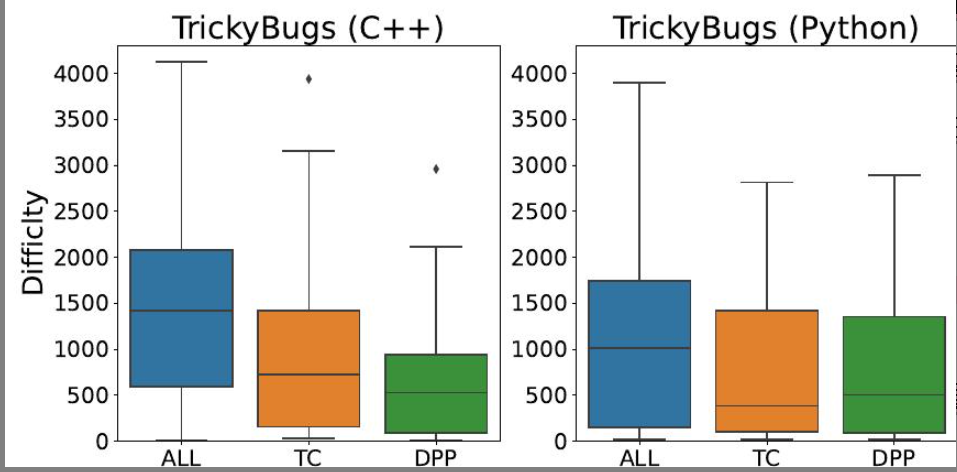 TrickyBugs (C++)
TrickyBugs (Python)
Difficlty
4000
3500
3000
2500
2000
1500
1000
500
0
ALL
TC
DPP
4000
3500
3000
2500
2000
1500
1000
500
0
ALL
TC
DPP